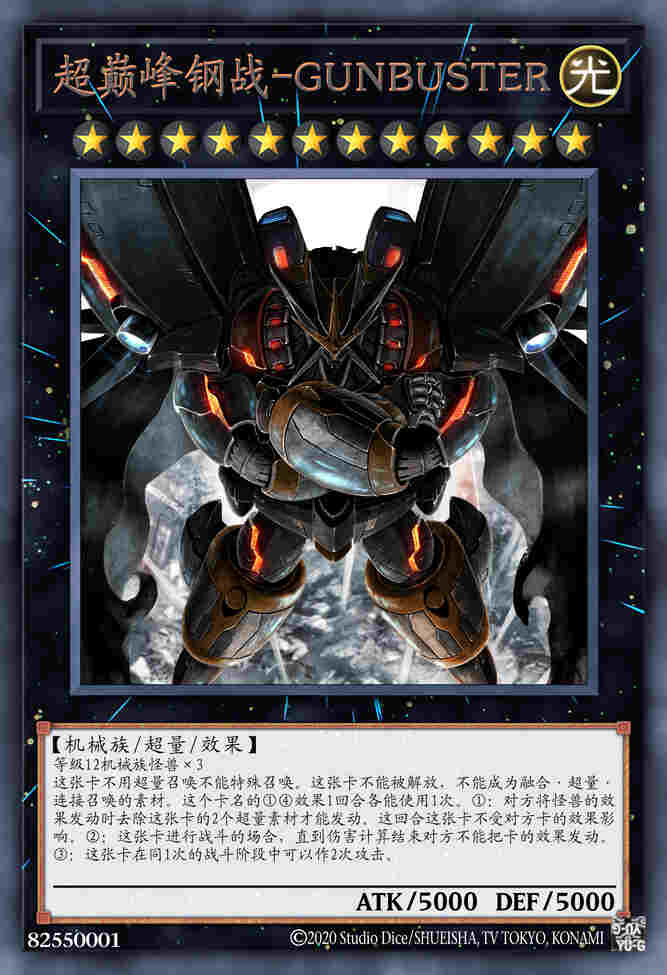 超巅峰钢战-GUNBUSTER 光
【机械族/超量/效果】
等级12机械族怪兽×3
这张卡不用超量召唤不能特殊召唤。这张卡不能被解放，不能成为融合·超量·
连接召唤的素材。这个卡名的①④效果1回合各能使用1次。①：对方将怪兽的效
果发动时去除这张卡的2个超量素材才能发动。这回合这张卡不受对方卡的效果影
响。②：这张卡进行战斗的场合，直到伤害计算结束对方不能把卡的效果发动。
③：这张卡在同1次的战斗阶段中可以作2次攻击。
ATK/5000 DEF/5000
82550001
©2020 Studio Dice/SHUEISHA, TV TOKYO, KONAMI